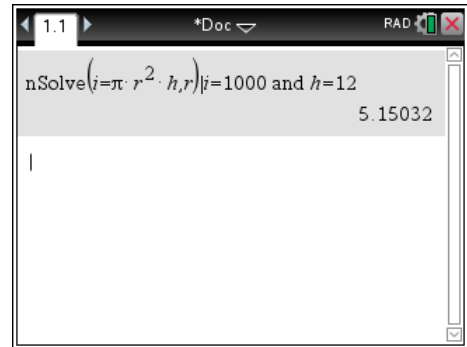 1.1 *Doc RAD
nSolve(i=π· r²· h,r)|i=1000 and h=12
5.15032